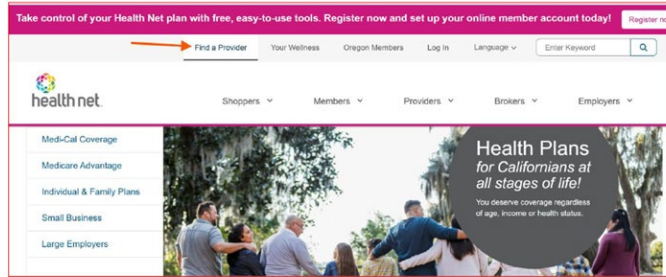 Take control of your Health Net plan with free, easy-to-use tools. Register now and set up your online member account today!
Register
Find a Provider
Your Wellness
Oregon Members
Log In
Language
Enter Keyword
health net.
Shoppers
Members
Providers
Brokers
Employers
Medi-Cal Coverage
Medicare Advantage
Individual & Family Plans
Small Business
Large Employers
Health Plans
for Californians at
all stages of life!
You deserve coverage regardless
of age, income or health status.